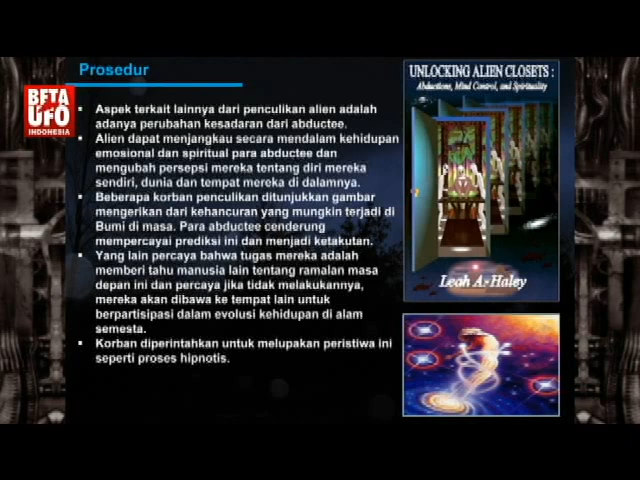 Prosedur
BETA
UFO
INDONESIA
Aspek terkait lainnya dari penculikan alien adalah
adanya perubahan kesadaran dari abductee.
Alien dapat menjangkau secara mendalam kehidupan
emosional dan spiritual para abductee dan
mengubah persepsi mereka tentang diri mereka
sendiri, dunia dan tempat mereka di dalamnya.
Beberapa korban penculikan ditunjukkan gambar
mengerikan dari kehancuran yang mungkin terjadi di
Bumi di masa. Para abductee cenderung
mempercayai prediksi ini dan menjadi ketakutan.
Yang lain percaya bahwa tugas mereka adalah
memberi tahu manusia lain tentang ramalan masa
depan ini dan percaya jika tidak melakukannya,
mereka akan dibawa ke tempat lain untuk
berpartisipasi dalam evolusi kehidupan di alam
semesta.
Korban diperintahkan untuk melupakan peristiwa ini
seperti proses hipnotis.
UNLOCKING ALIEN CLOSETS :
Abductions, Mind Control, and Spirituality
Leah A. Haley